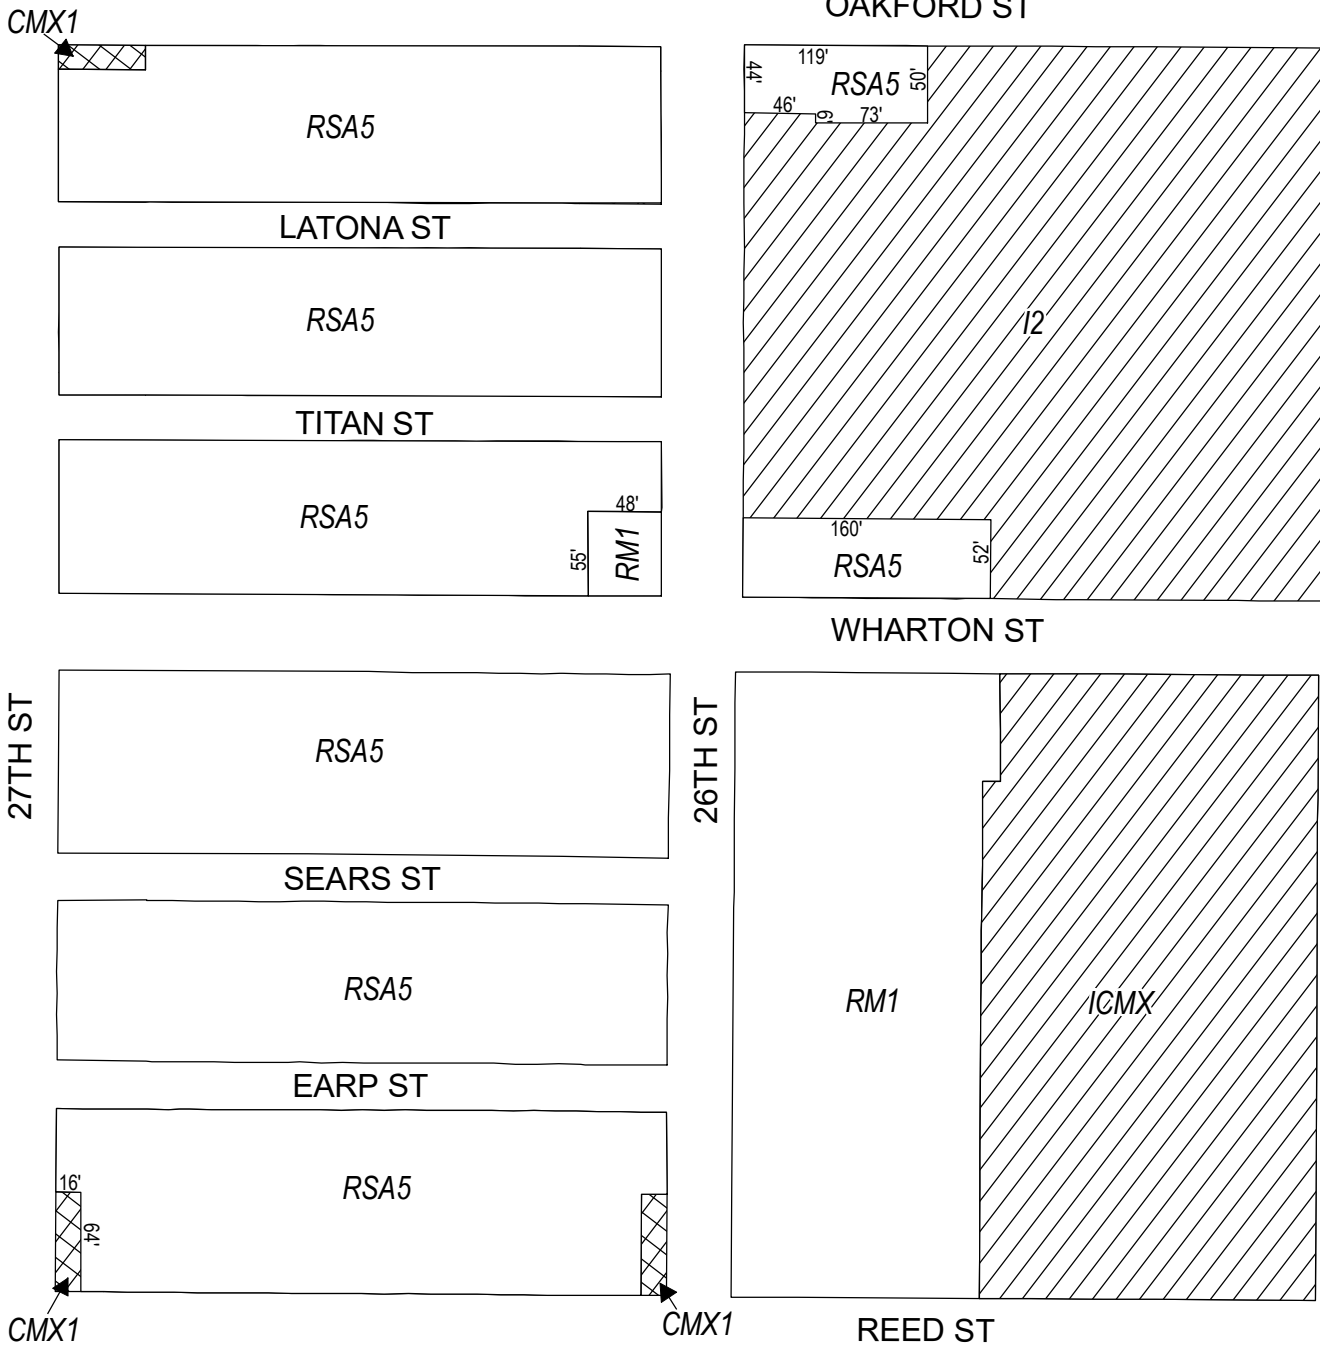 OAKFORD ST
CMX1
119'
44'
RSA5
50'
46'
6'
73'
RSA5
LATONA ST
RSA5
I2
TITAN ST
RSA5
48'
55'
RM1
160'
52'
RSA5
WHARTON ST
27TH ST
RSA5
26TH ST
SEARS ST
RSA5
RM1
ICMX
EARP ST
16'
64'
RSA5
CMX1
CMX1
REED ST